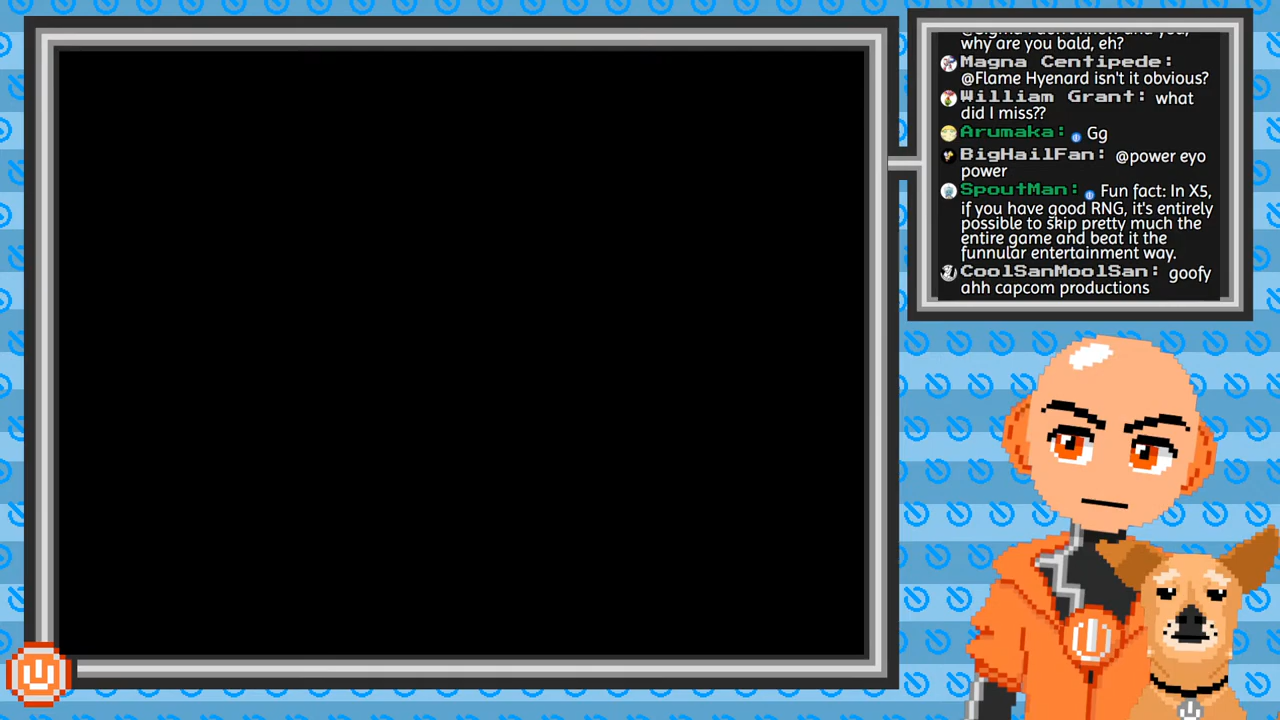 why are you bald, eh?
Magna Centipede:
@Flame Hyenard isn't it obvious?
William Grant: what
did I miss??
Arumaka: Gg
BigHailFan: @power eyo
power
SpoutMan: Fun fact: In X5,
if you have good RNG, it's entirely
possible to skip pretty much the
entire game and beat it the
funnular entertainment way.
CoolSanMoolSan: goofy
ahh capcom productions